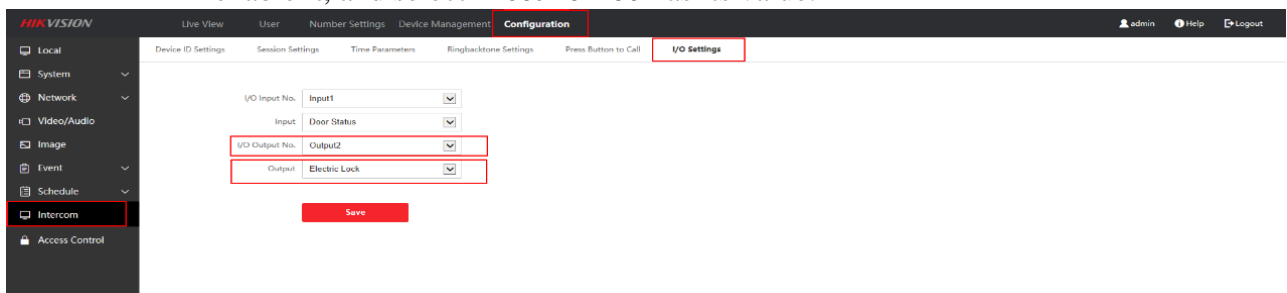 HIKVISION Live View User Number Settings Device Management Configuration admin Help Logout
Local Device ID Settings Session Settings Time Parameters Ringbacktone Settings Press Button to Call I/O Settings
System
Network I/O Input No. Input1
Video/Audio Input Door Status
Image I/O Output No. Output2
Event Output Electric Lock
Schedule
Intercom Save
Access Control